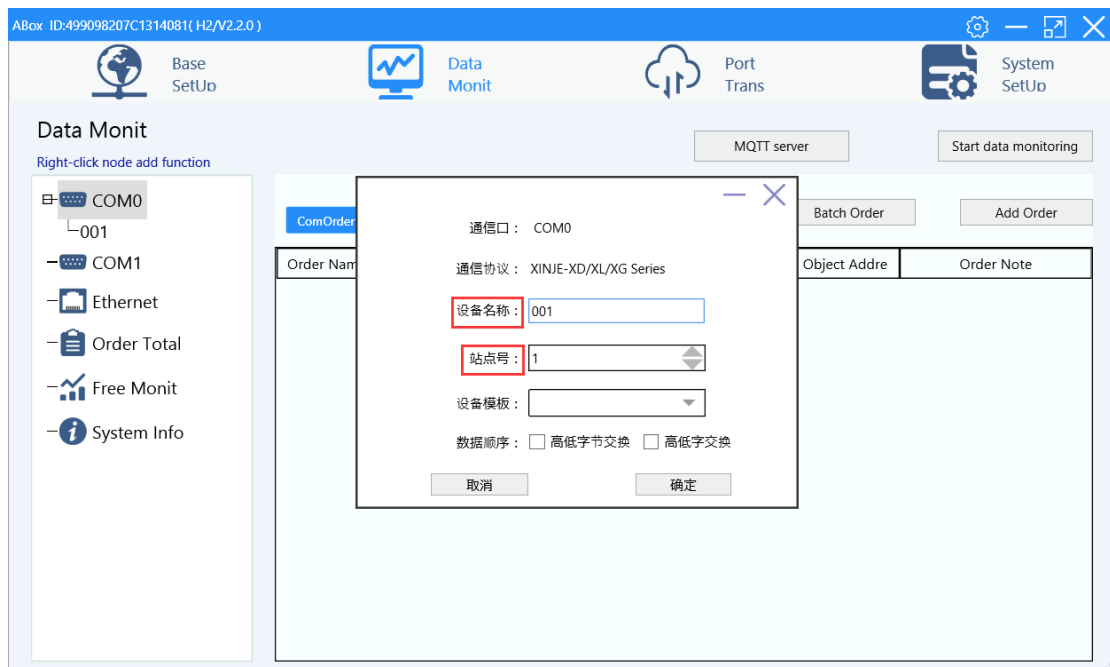 ABox ID:499098207C1314081( H2/V2.2.0 )
Base
SetUp
Data
Monit
Port
Trans
System
SetUp
Data Monit
Right-click node add function
MQTT server
Start data monitoring
COM0
001
COM1
Ethernet
Order Total
Free Monit
System Info
ComOrder
Batch Order
Add Order
Order Nam
Object Addre
Order Note
通信口： COM0
通信协议： XINJE-XD/XL/XG Series
设备名称： 001
站点号： 1
设备模板：
数据顺序： 高低字节交换 高低字交换
取消
确定